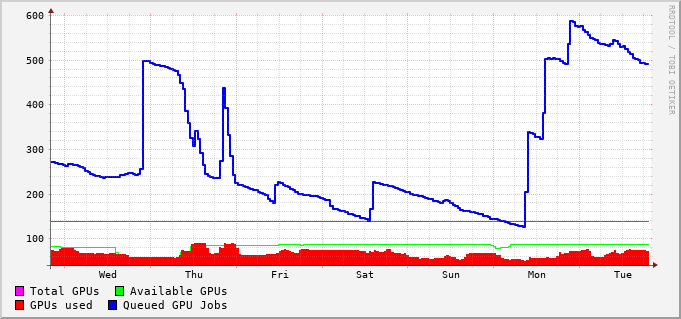 600
500
400
300
200
100
Wed Thu Fri Sat Sun Mon Tue
Total GPUs Available GPUs
GPUs used Queued GPU Jobs
RRDTOOL / TOBI OETIKER